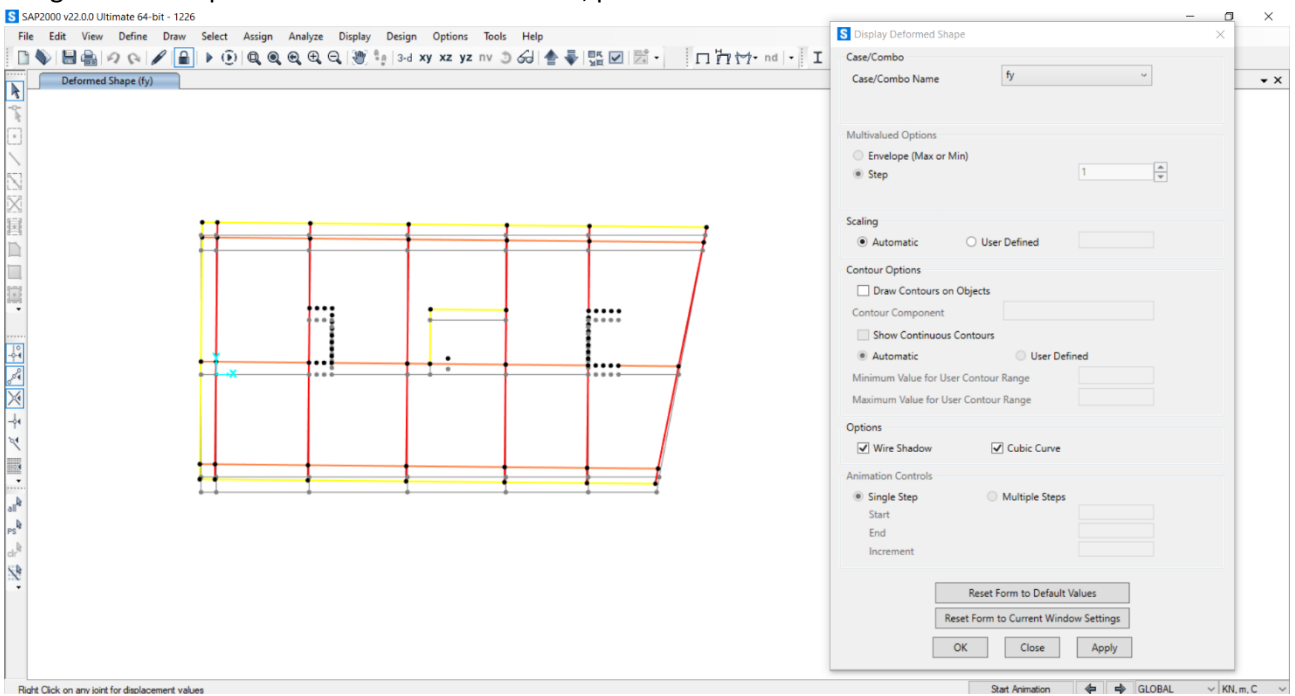 SAP2000 v22.0.0 Ultimate 64-bit - 1226
File Edit View Define Draw Select Assign Analyze Display Design Options Tools Help
3-d xy xz yz nv nd
Deformed Shape (fy)
X
all
PS
clr
Right Click on any joint for displacement values
Start Animation
GLOBAL
KN, m, C
Display Deformed Shape
Case/Combo
Case/Combo Name fy
Multivalued Options
Envelope (Max or Min)
Step 1
Scaling
Automatic User Defined
Contour Options
Draw Contours on Objects
Contour Component
Show Continuous Contours
Automatic User Defined
Minimum Value for User Contour Range
Maximum Value for User Contour Range
Options
Wire Shadow Cubic Curve
Animation Controls
Single Step Multiple Steps
Start
End
Increment
Reset Form to Default Values
Reset Form to Current Window Settings
OK Close Apply